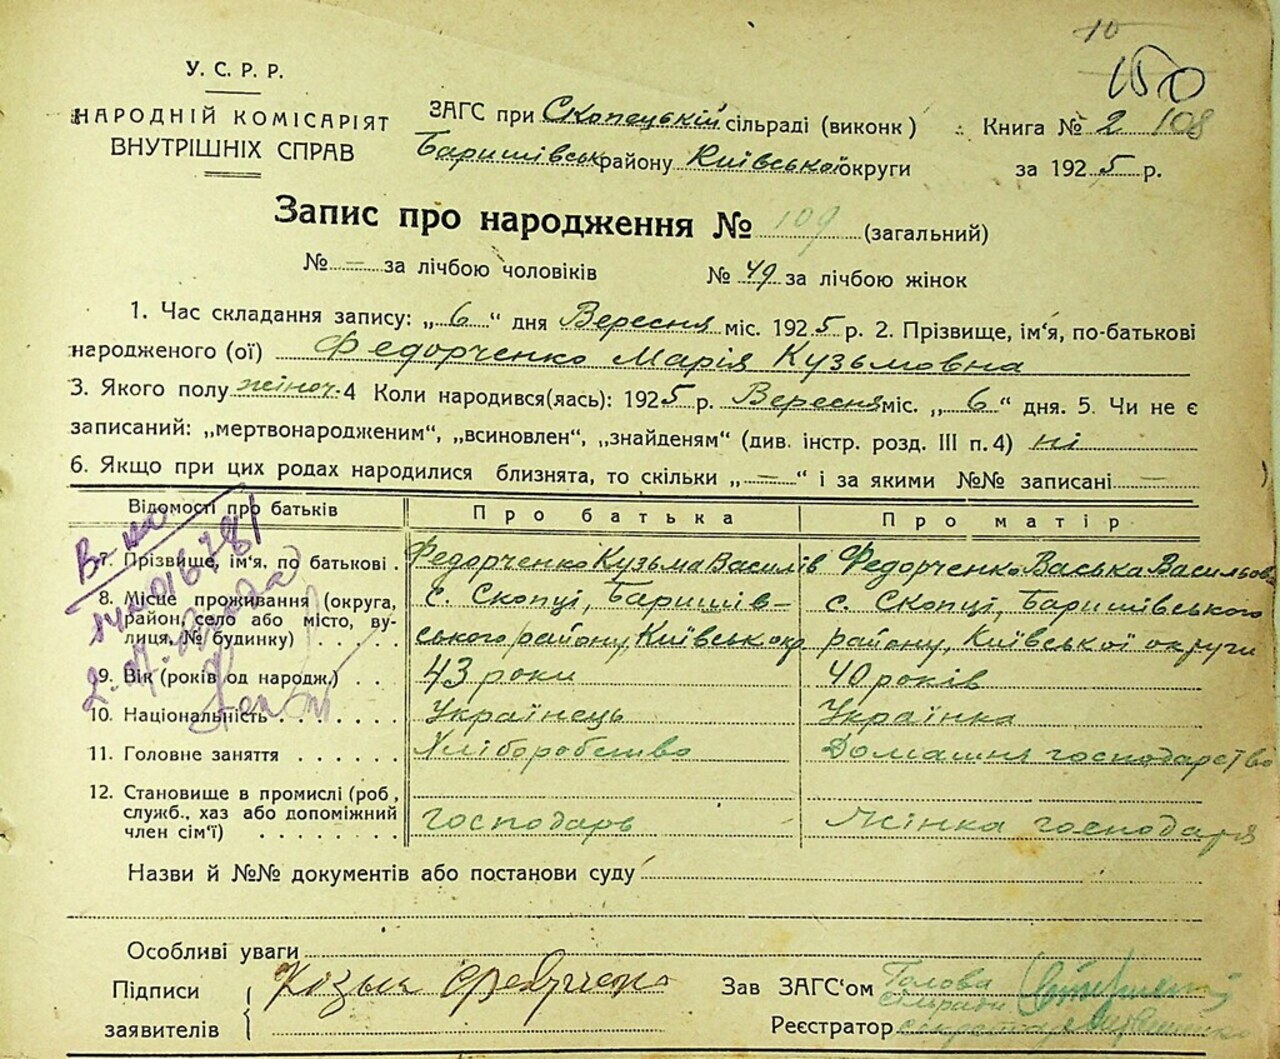 10
150
У. С. Р. Р.
НАРОДНІЙ КОМІСАРІЯТ
ВНУТРІШНІХ СПРАВ
ЗАГС при Скопецькій сільраді (виконк)
Книга № 2 108
Баришівськ району Київської округи
за 1925 р.
Запис про народження № 109 (загальний)
№ — за лічбою чоловіків № 49 за лічбою жінок
1. Час складання запису: „6“ дня Вересня міс. 1925 р. 2. Прізвище, ім‘я, по-батькові
народженого (ої) Федорченко Марія Кузьмовна
3. Якого полу жіноч. 4 Коли народився(лась): 1925 р. Вересня міс. „6“ дня. 5. Чи не є
записаний: „мертвонародженим“, „всиновлен“, „знайденям“ (див. інстр. розд. III п. 4) ні
6. Якщо при цих родах народилися близнята, то скільки „—“ і за якими №№ записані —
Відомості про батьків Про батька Про матір
7. Прізвище, ім‘я, по батькові . Федорченко Кузьма Василів Федорченко Васька Васильов
8. Місце проживання (округа, с. Скопці, Баришів- с. Скопці, Баришівського
район, село або місто, ву-
лиця, № будинку) ського району, Київськ окр. району, Київської округи
9. Вік (років од народж.) 43 роки 40 років
10. Національність Українець Українка
11. Головне заняття Хліборобство Домашнє господарство
12. Становище в промислі (роб,
служб., хаз або допоміжний
член сім‘ї) господарь Жінка господаря
Назви й №№ документів або постанови суду
Особливі уваги
Підписи
заявителів
Козьма Федорченко
Зав ЗАГС‘ом Голова
сільради
Реєстратор